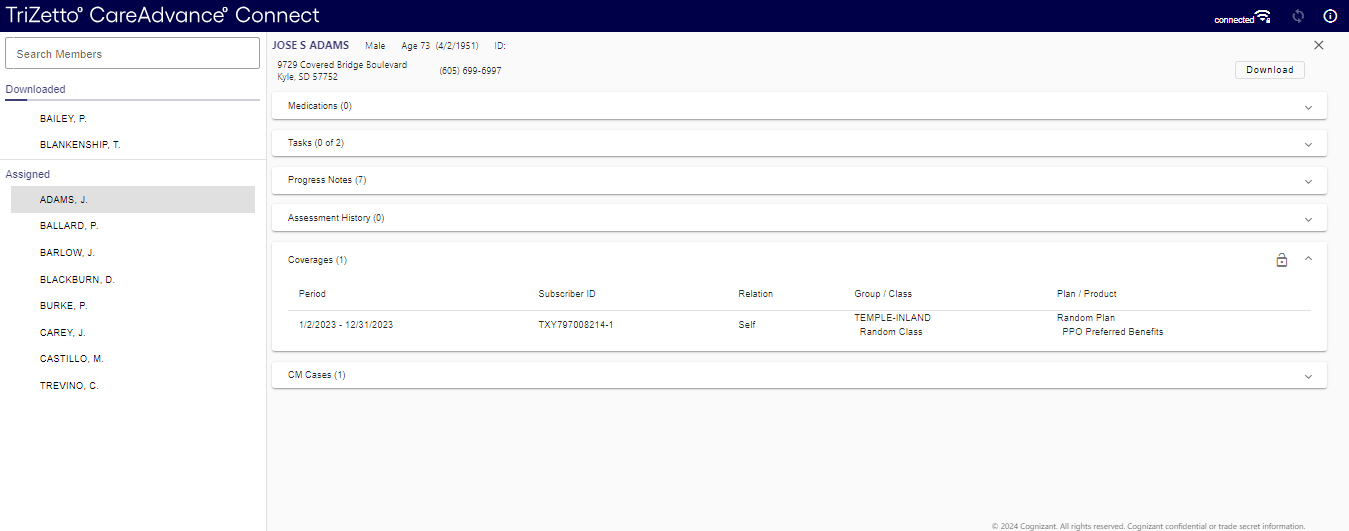 TriZetto® CareAdvance® Connect
connected
Search Members
Downloaded
BAILEY, P.
BLANKENSHIP, T.
Assigned
ADAMS, J.
BALLARD, P.
BARLOW, J.
BLACKBURN, D.
BURKE, P.
CAREY, J.
CASTILLO, M.
TREVINO, C.
JOSE S ADAMS Male Age 73 (4/2/1951) ID:
9729 Covered Bridge Boulevard (605) 699-6997
Kyle, SD 57752
Download
Medications (0)
Tasks (0 of 2)
Progress Notes (7)
Assessment History (0)
Coverages (1)
Period Subscriber ID Relation Group / Class Plan / Product
1/2/2023 - 12/31/2023 TXY797008214-1 Self TEMPLE-INLAND Random Plan
Random Class PPO Preferred Benefits
CM Cases (1)
© 2024 Cognizant. All rights reserved. Cognizant confidential or trade secret information.